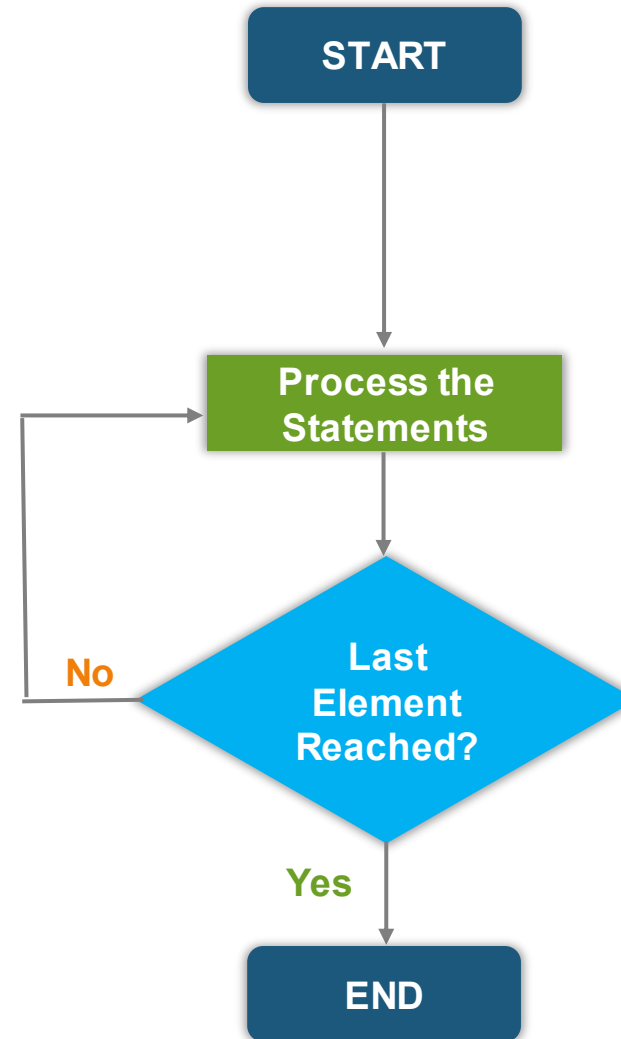 START
Process the
Statements
No
Last
Element
Reached?
Yes
END